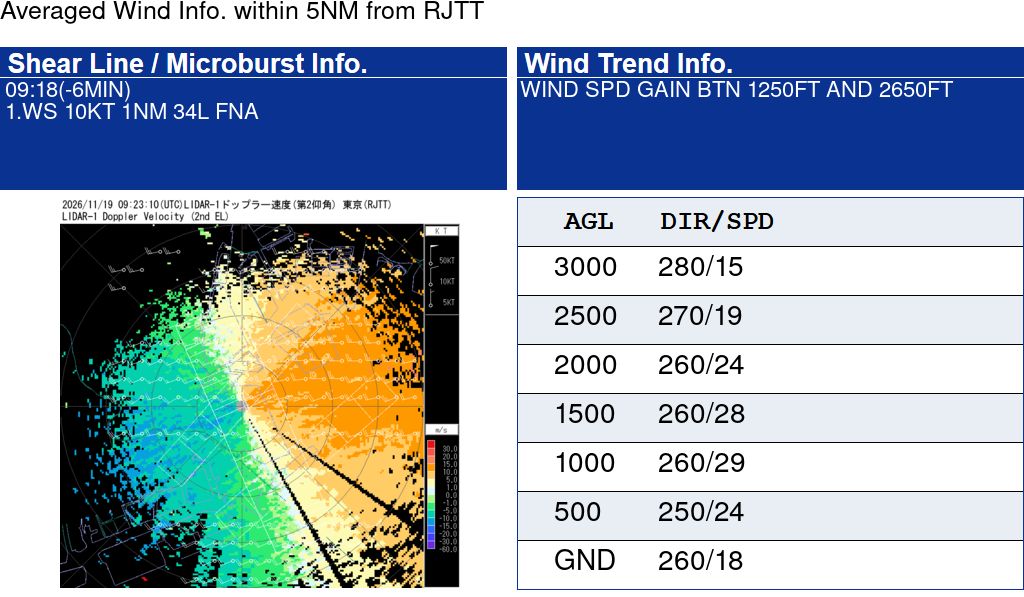 Averaged Wind Info. within 5NM from RJTT
Shear Line / Microburst Info.
09:18(-6MIN)
1.WS 10KT 1NM 34L FNA
Wind Trend Info.
WIND SPD GAIN BTN 1250FT AND 2650FT
2026/11/19 09:23:10(UTC)LIDAR-1ドップラー速度(第2仰角) 東京(RJTT)
LIDAR-1 Doppler Velocity (2nd EL)
K T
50KT
10KT
5KT
m/s
30.0
20.0
15.0
10.0
5.0
1.0
0.0
-1.0
-5.0
-10.0
-15.0
-20.0
-30.0
-60.0
AGL DIR/SPD
3000 280/15
2500 270/19
2000 260/24
1500 260/28
1000 260/29
500 250/24
GND 260/18